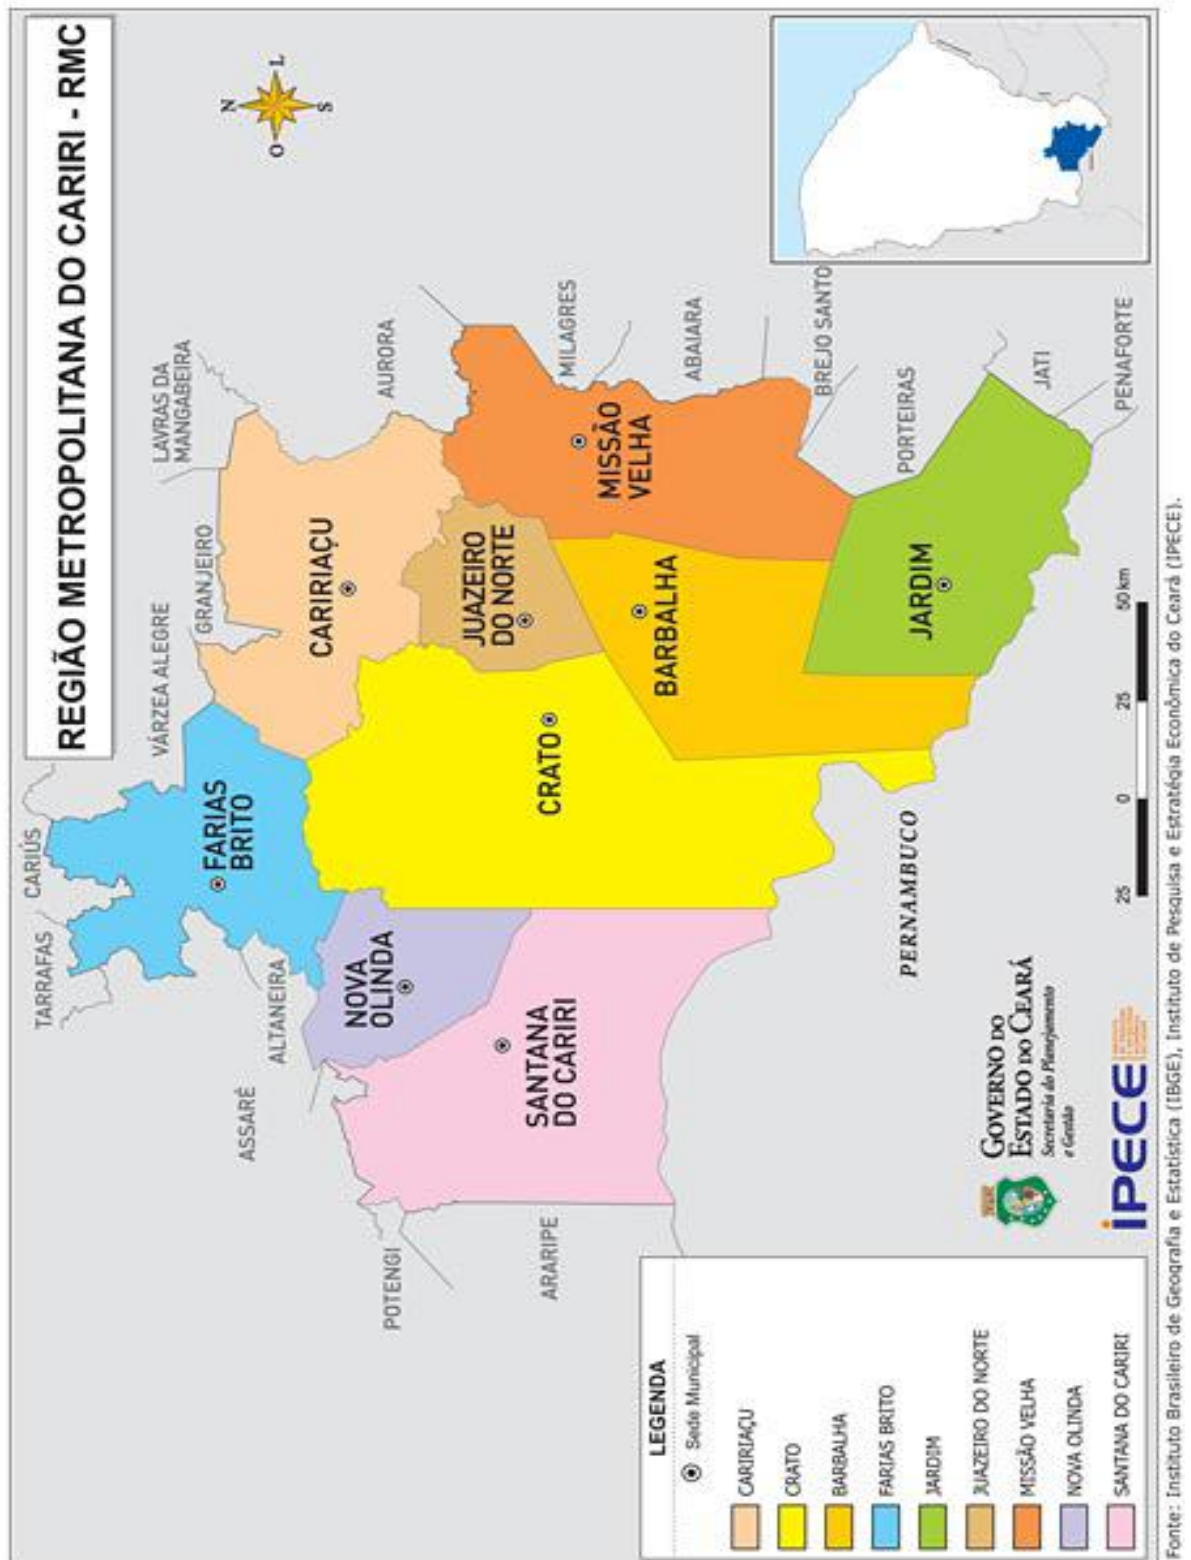 REGIÃO METROPOLITANA DO CARIRI - RMC
N
O
L
S
CARIÚS
TARRAFAS
VÁRZEA ALEGRE
LAVRAS DA
MANGABEIRA
GRANJEIRO
FARIAS
BRITO
ALTANEIRA
ASSARÉ
CARIRIAÇU
AURORA
NOVA
OLINDA
POTENGI
JUAZEIRO
DO NORTE
CRATO
SANTANA
DO CARIRI
ARARIPE
MISSÃO
VELHA
MILAGRES
BARBALHA
ABAIARA
BREJO SANTO
PORTEIRAS
JARDIM
JATI
PENAFORTE
PERNAMBUCO
25
0
25
50 km
LEGENDA
Sede Municipal
CARIRIAÇU
CRATO
BARBALHA
FARIAS BRITO
JARDIM
JUAZEIRO DO NORTE
MISSÃO VELHA
NOVA OLINDA
SANTANA DO CARIRI
GOVERNO DO
ESTADO DO CEARÁ
Secretaria do Planejamento
e Gestão
IPECE
Fonte: Instituto Brasileiro de Geografia e Estatística (IBGE), Instituto de Pesquisa e Estratégia Econômica do Ceará (IPECE).